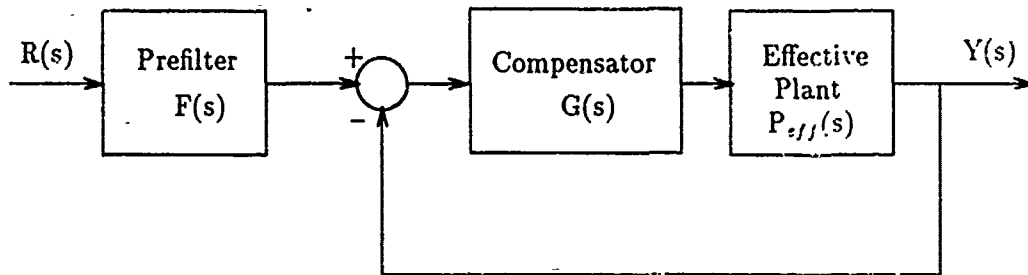 R(s)
Prefilter
F(s)
+
−
Compensator
G(s)
Effective
Plant
P_eff(s)
Y(s)